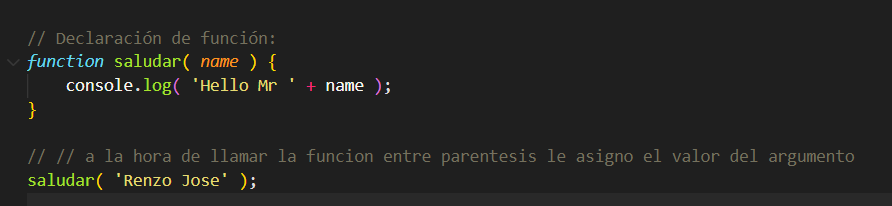 // Declaración de función:
function saludar( name ) {
    console.log( 'Hello Mr ' + name );
}
// // a la hora de llamar la funcion entre parentesis le asigno el valor del argumento
saludar( 'Renzo Jose' );